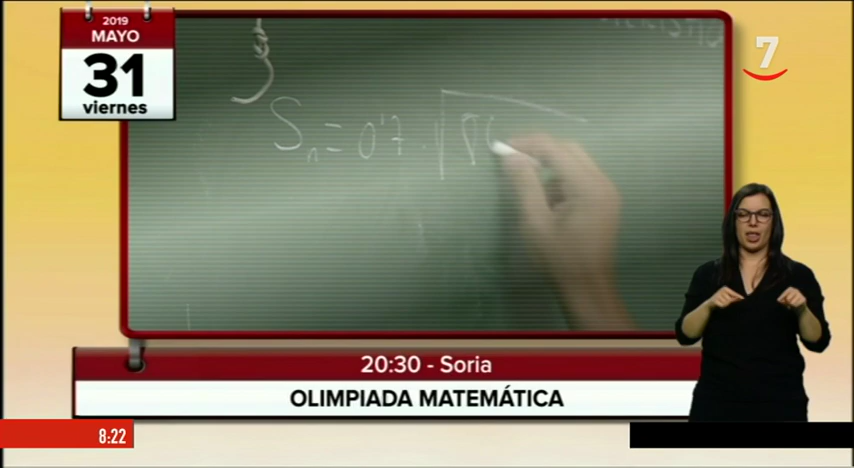 2019
MAYO
31
viernes
7
Sn = 0'7 · √
20:30 - Soria
OLIMPIADA MATEMÁTICA
8:22